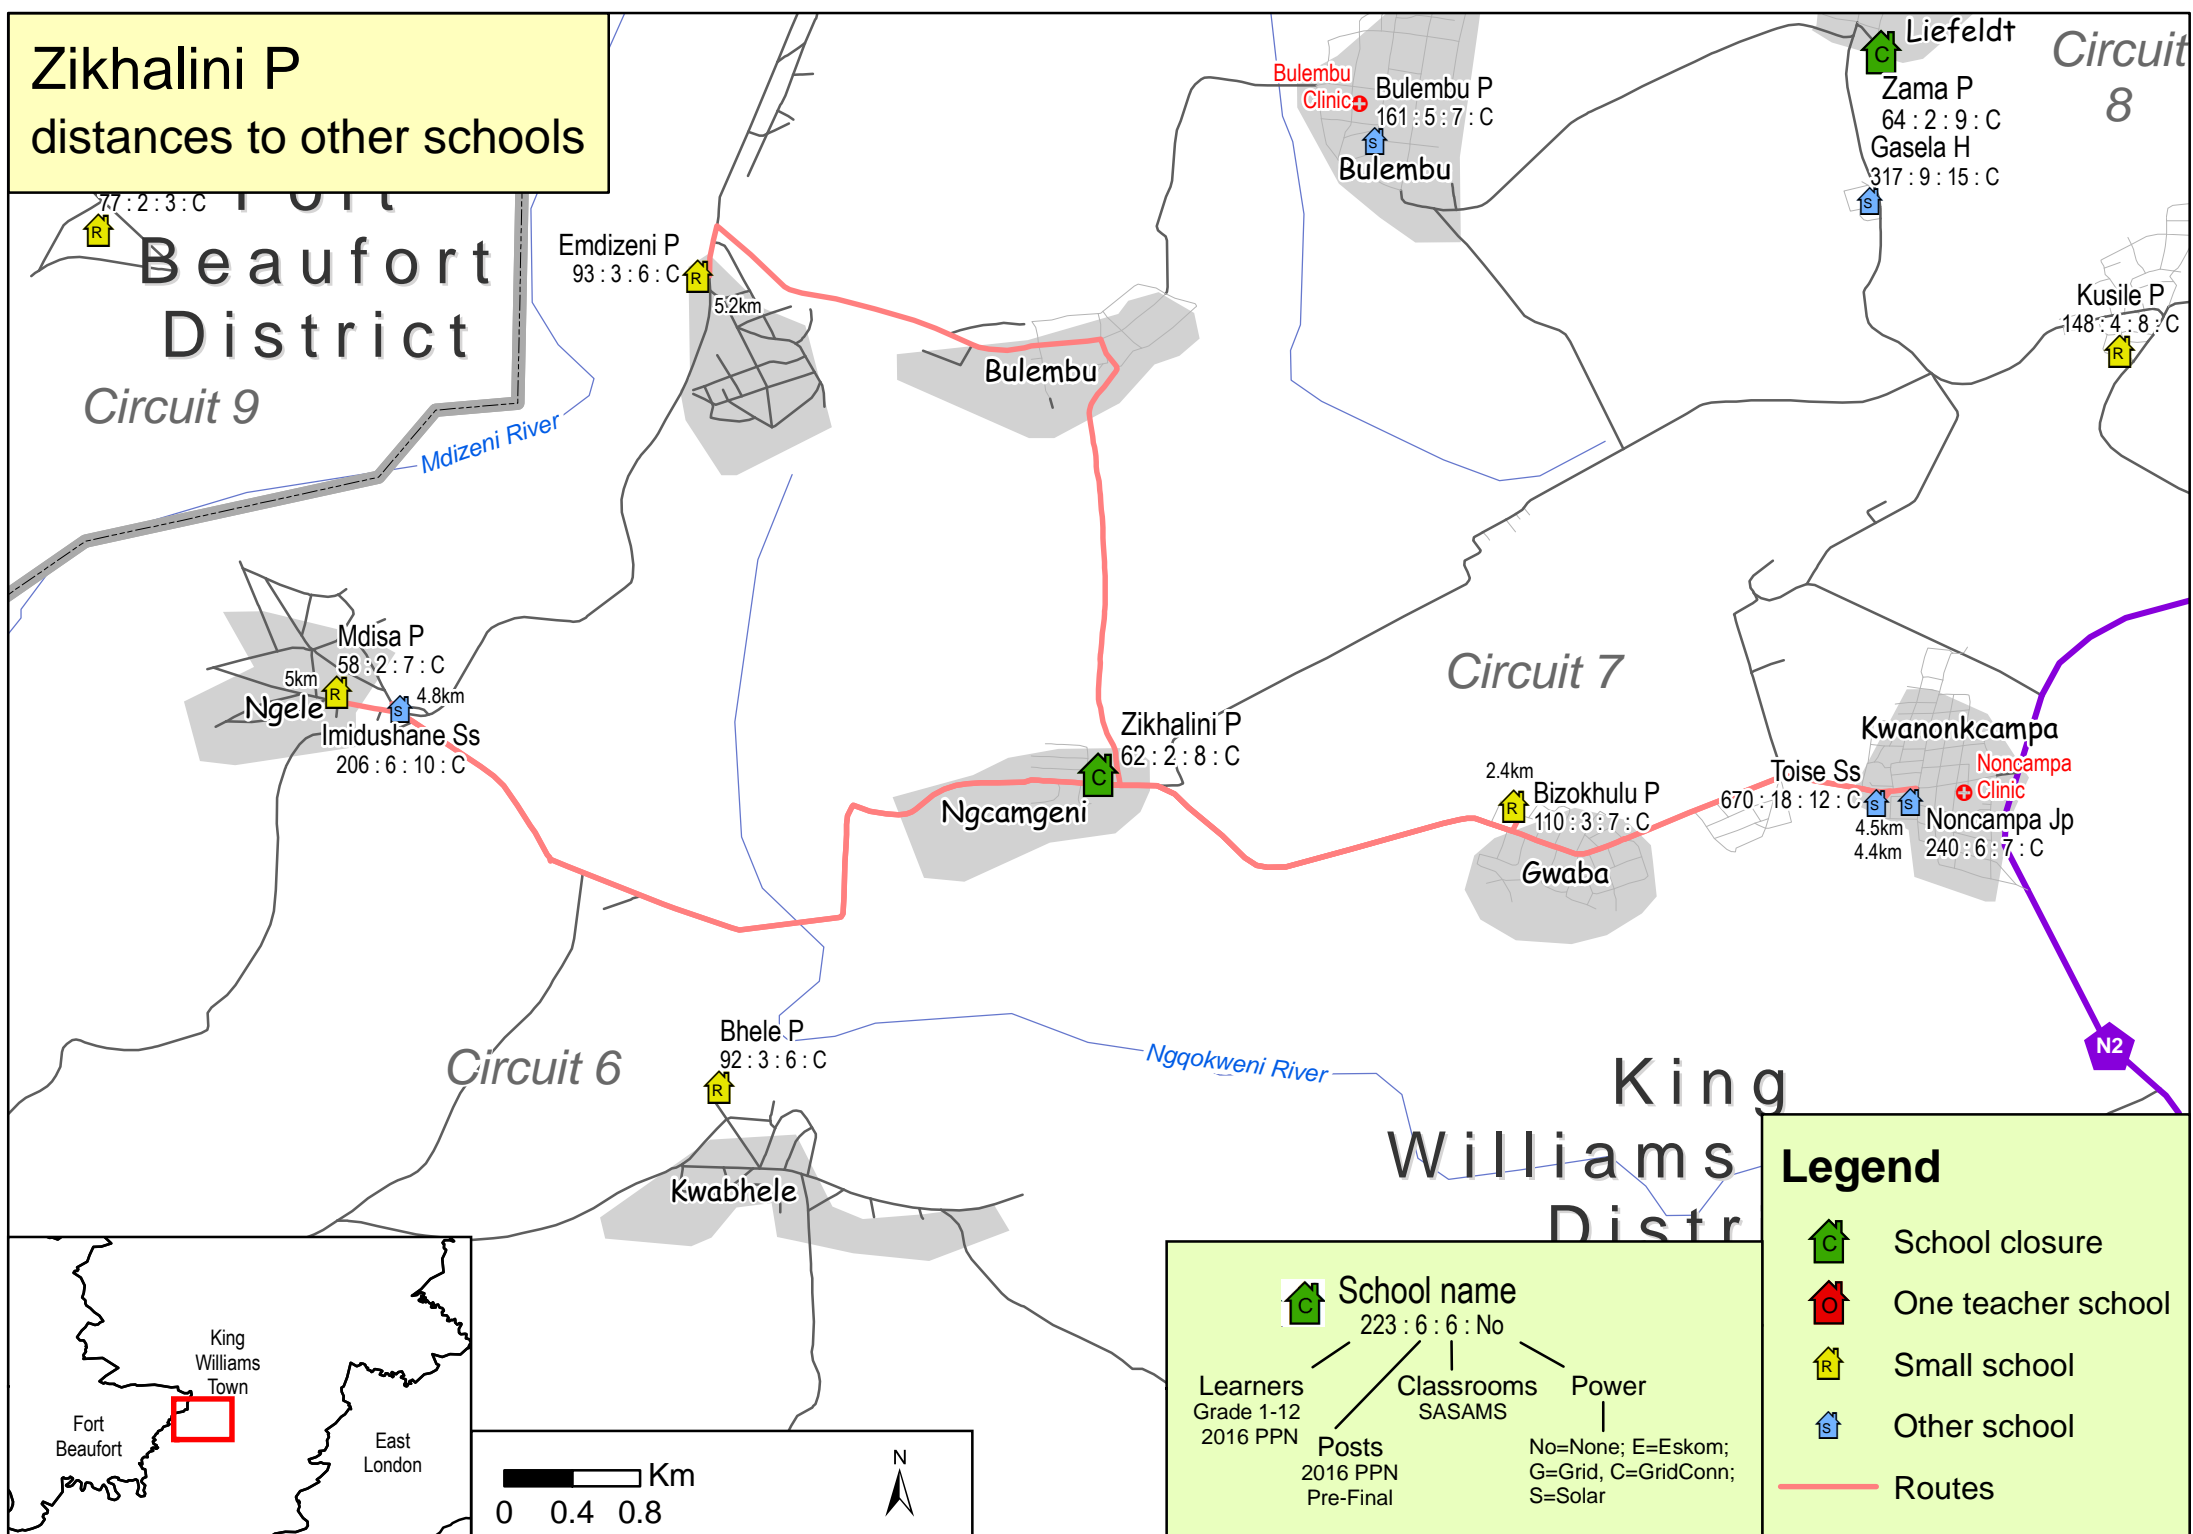 Zikhalini P
distances to other schools
77 : 2 : 3 : C
R
Fort
Beaufort
District
Circuit 9
Mdizeni River
Emdizeni P
93 : 3 : 6 : C
R
5.2km
Bulembu
Bulembu
Clinic
Bulembu P
161 : 5 : 7 : C
S
Bulembu
Liefeldt
C
Zama P
64 : 2 : 9 : C
Gasela H
317 : 9 : 15 : C
S
Circuit
8
Kusile P
148 : 4 : 8 : C
R
Mdisa P
58 : 2 : 7 : C
5km
R
Ngele
S
4.8km
Imidushane Ss
206 : 6 : 10 : C
Circuit 7
Zikhalini P
62 : 2 : 8 : C
C
Ngcamgeni
2.4km
R
Bizokhulu P
110 : 3 : 7 : C
Gwaba
Kwanonkcampa
Toise Ss
670 : 18 : 12 : C
S
S
Noncampa
Clinic
4.5km
4.4km
Noncampa Jp
240 : 6 : 7 : C
N2
Circuit 6
Bhele P
92 : 3 : 6 : C
R
Kwabhele
Ngqokweni River
King
Williams
Distr
King
Williams
Town
Fort
Beaufort
East
London
Km
0 0.4 0.8
N
C
School name
223 : 6 : 6 : No
Learners
Grade 1-12
2016 PPN
Posts
2016 PPN
Pre-Final
Classrooms
SASAMS
Power
No=None; E=Eskom;
G=Grid, C=GridConn;
S=Solar
Legend
C School closure
O One teacher school
R Small school
S Other school
Routes